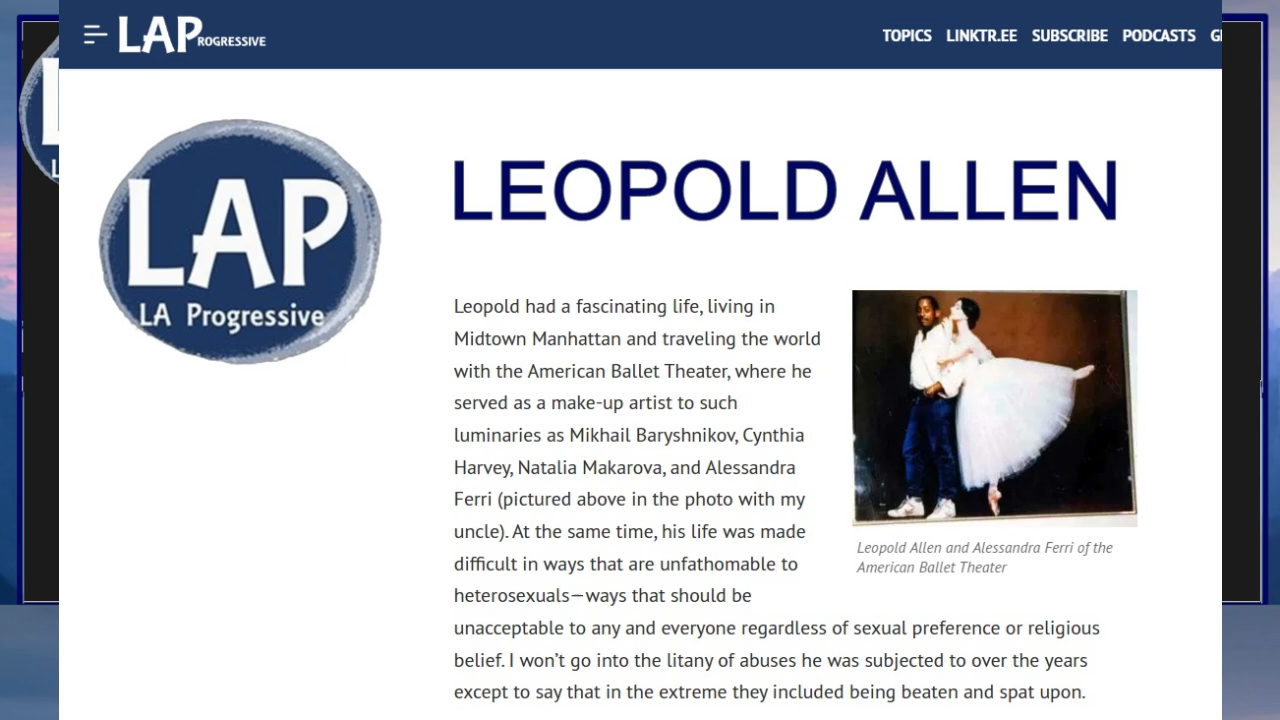 LAPROGRESSIVE
TOPICS LINKTR.EE SUBSCRIBE PODCASTS
LAP
LA Progressive
LEOPOLD ALLEN
Leopold had a fascinating life, living in
Midtown Manhattan and traveling the world
with the American Ballet Theater, where he
served as a make-up artist to such
luminaries as Mikhail Baryshnikov, Cynthia
Harvey, Natalia Makarova, and Alessandra
Ferri (pictured above in the photo with my
uncle). At the same time, his life was made
difficult in ways that are unfathomable to
heterosexuals—ways that should be
unacceptable to any and everyone regardless of sexual preference or religious
belief. I won’t go into the litany of abuses he was subjected to over the years
except to say that in the extreme they included being beaten and spat upon.
Leopold Allen and Alessandra Ferri of the
American Ballet Theater